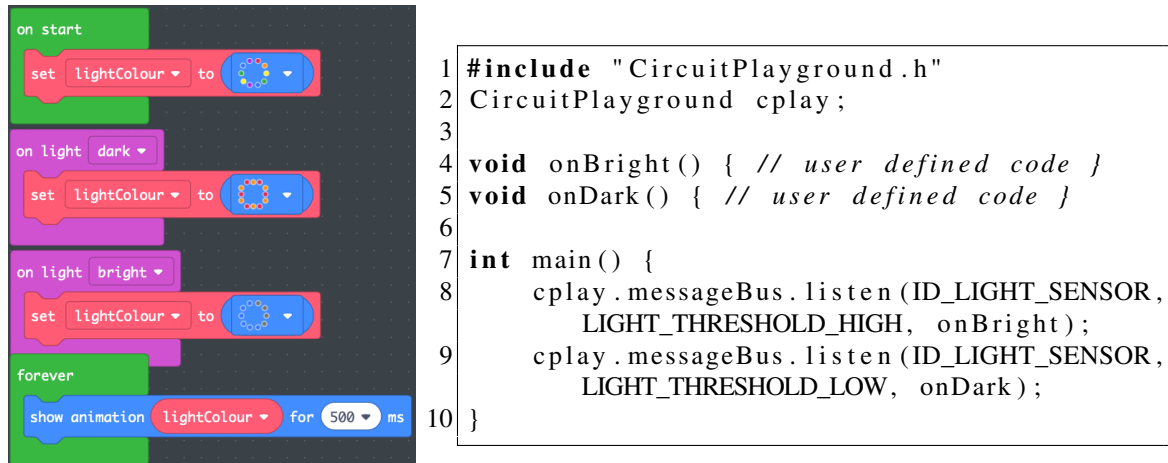 on start
set lightColour to
on light dark
set lightColour to
on light bright
set lightColour to
forever
show animation lightColour for 500 ms
1 #include "CircuitPlayground.h"
2 CircuitPlayground cplay;
3
4 void onBright() { // user defined code }
5 void onDark() { // user defined code }
6
7 int main() {
8 cplay.messageBus.listen(ID_LIGHT_SENSOR,
LIGHT_THRESHOLD_HIGH, onBright);
9 cplay.messageBus.listen(ID_LIGHT_SENSOR,
LIGHT_THRESHOLD_LOW, onDark);
10 }